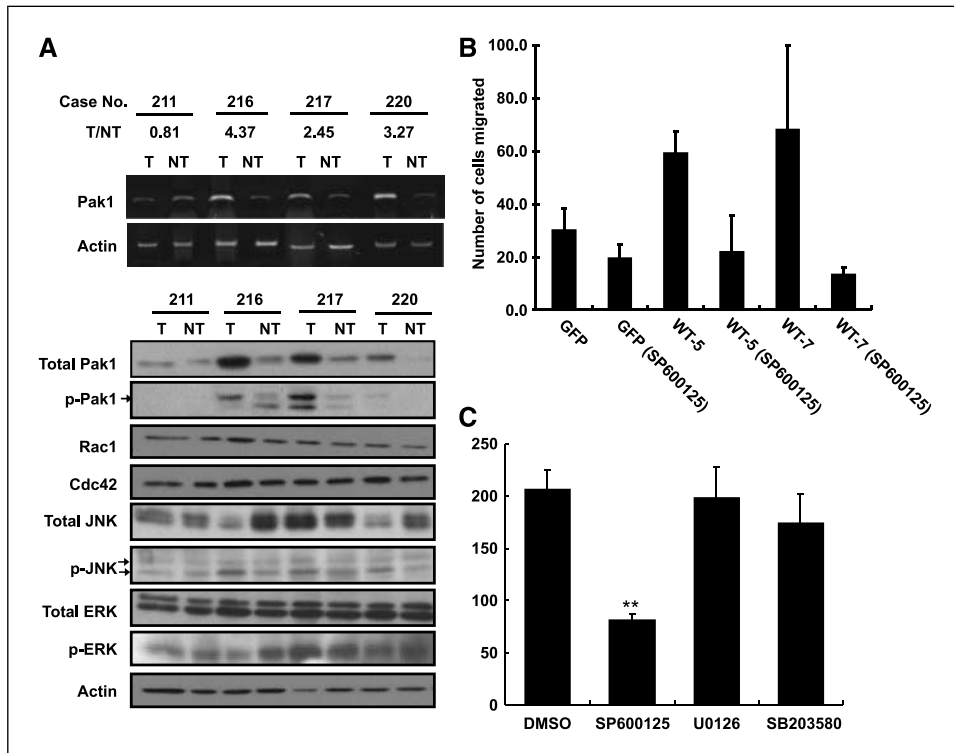 A
Case No. 211 216 217 220
T/NT 0.81 4.37 2.45 3.27
T NT T NT T NT T NT
Pak1
Actin
211 216 217 220
T NT T NT T NT T NT
Total Pak1
p-Pak1
Rac1
Cdc42
Total JNK
p-JNK
Total ERK
p-ERK
Actin
B
Number of cells migrated
100.0
80.0
60.0
40.0
20.0
0.0
GFP
GFP (SP600125)
WT-5
WT-5 (SP600125)
WT-7
WT-7 (SP600125)
C
250
200
150
100
50
0
**
DMSO SP600125 U0126 SB203580